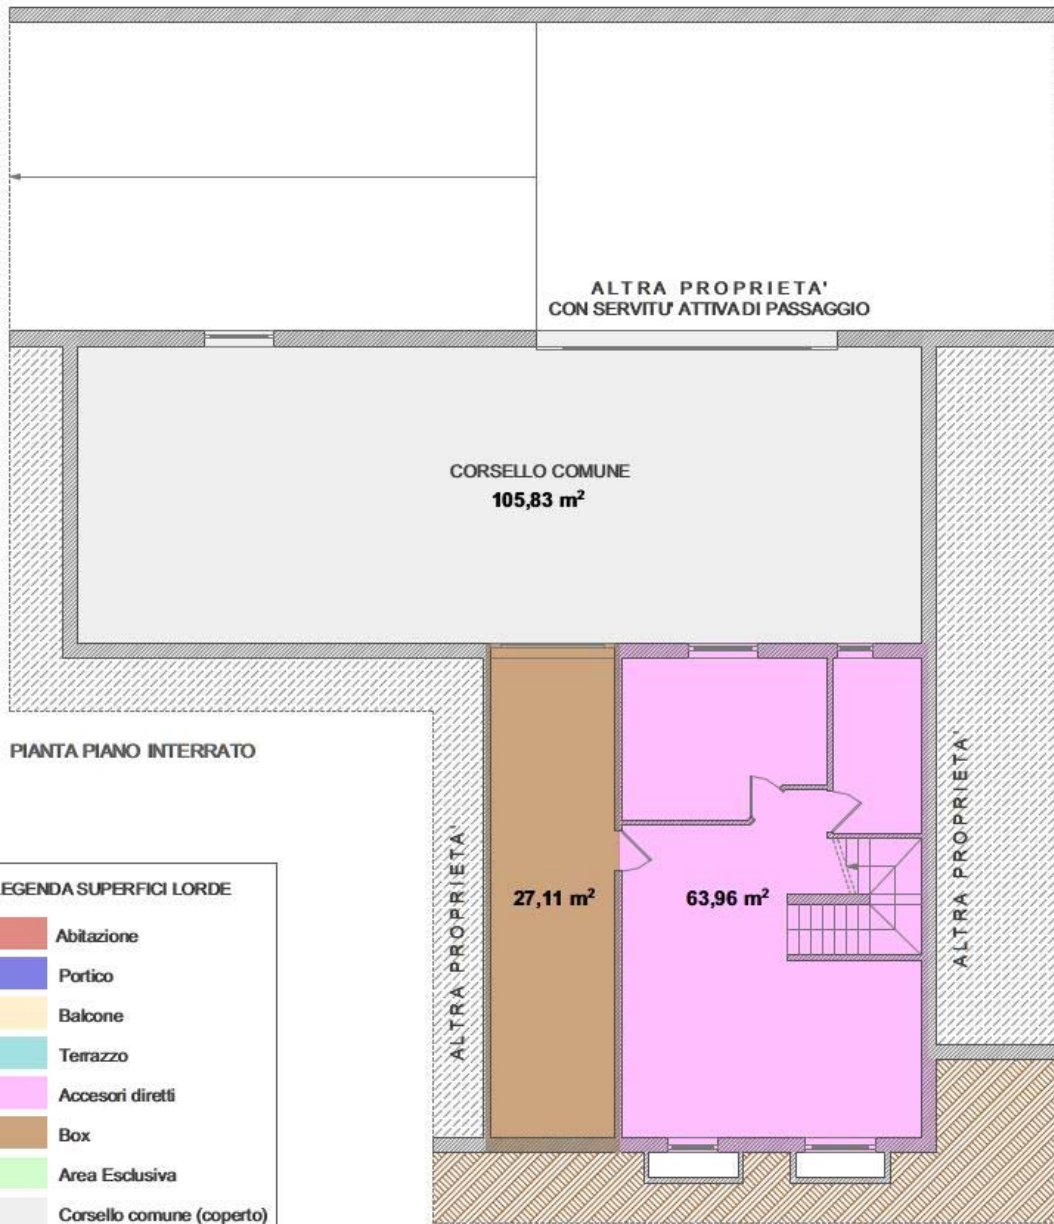 ALTRA PROPRIETA'
CON SERVITU' ATTIVA DI PASSAGGIO
CORSELLO COMUNE
105,83 m²
PIANTA PIANO INTERRATO
ALTRA PROPRIETA'
27,11 m²
63,96 m²
ALTRA PROPRIETA'
EGENDA SUPERFICI LORDE
Abitazione
Portico
Balcone
Terrazzo
Accesori diretti
Box
Area Esclusiva
Corsello comune (coperto)